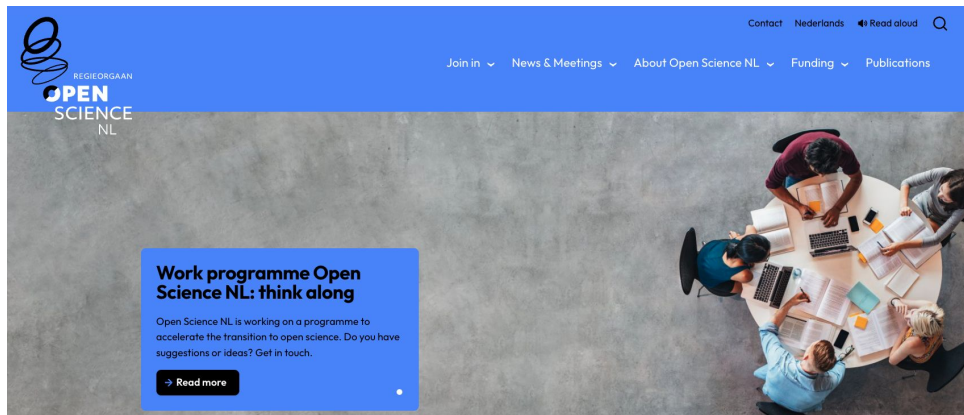 Contact Nederlands Read aloud
REGIEORGAAN
OPEN
SCIENCE
NL
Join in News & Meetings About Open Science NL Funding Publications
Work programme Open
Science NL: think along
Open Science NL is working on a programme to
accelerate the transition to open science. Do you have
suggestions or ideas? Get in touch.
→ Read more